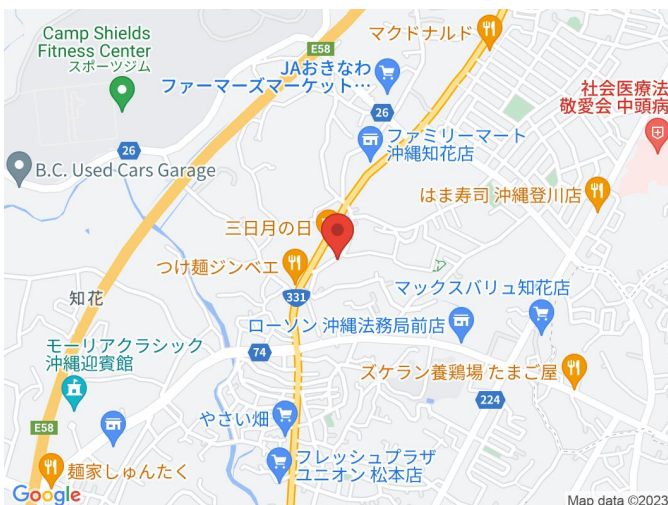 Camp Shields
Fitness Center
スポーツジム
E58
マクドナルド
JAおきなわ
ファーマーズマーケット…
26
社会医療法
敬愛会 中頭病
ファミリーマート
沖縄知花店
26
B.C. Used Cars Garage
はま寿司 沖縄登川店
三日月の日
つけ麺ジンベエ
331
知花
マックスバリュ知花店
ローソン 沖縄法務局前店
モーリアクラシック
沖縄迎賓館
74
ズケラン養鶏場 たまご屋
224
E58
やさい畑
フレッシュプラザ
ユニオン 松本店
麺家しゅんたく
Google
Map data ©2023